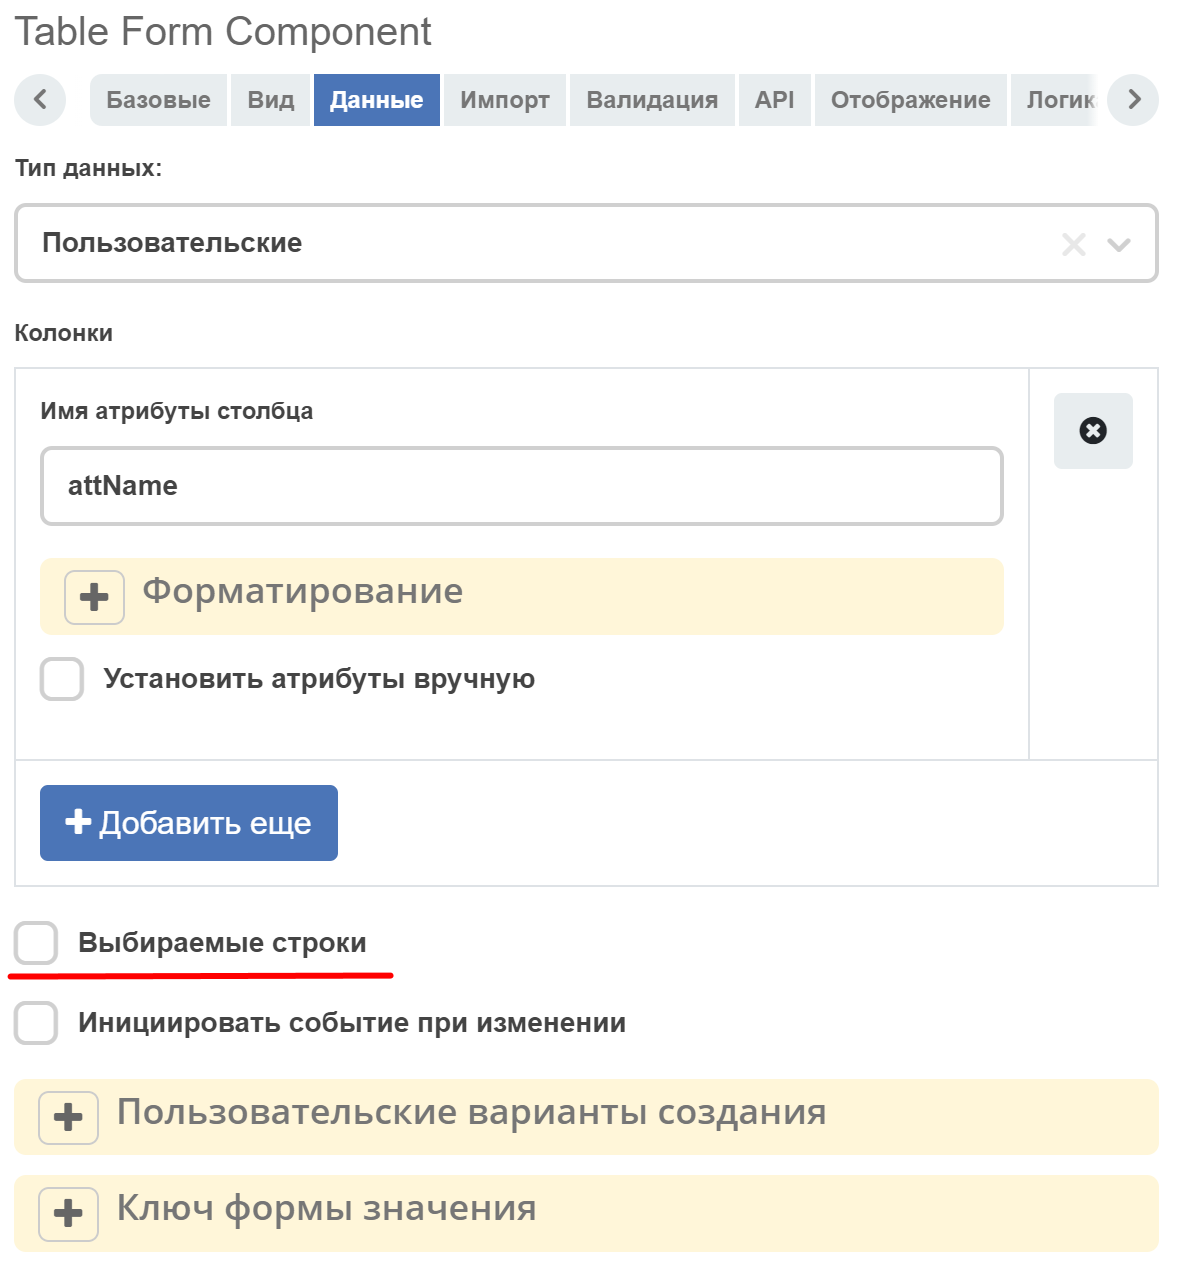 Table Form Component
Базовые Вид Данные Импорт Валидация API Отображение Логик
Тип данных:
Пользовательские
Колонки
Имя атрибуты столбца
attName
Форматирование
Установить атрибуты вручную
Добавить еще
Выбираемые строки
Инициировать событие при изменении
Пользовательские варианты создания
Ключ формы значения